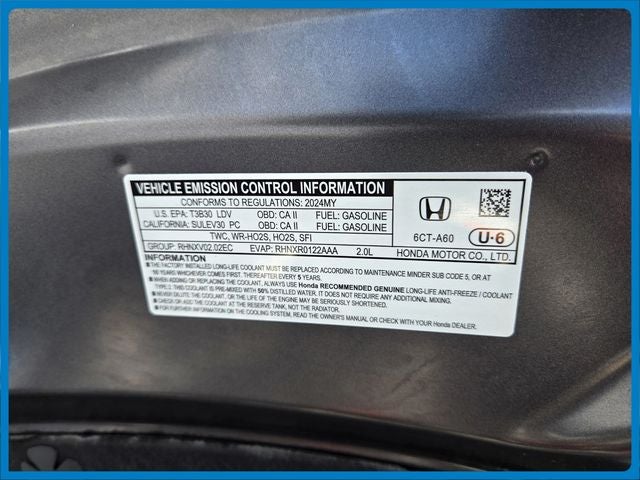 VEHICLE EMISSION CONTROL INFORMATION
CONFORMS TO REGULATIONS: 2024MY
U.S. EPA: T3B30 LDV OBD: CA II FUEL: GASOLINE
CALIFORNIA: SULEV30 PC OBD: CA II FUEL: GASOLINE
TWC, WR-HO2S, HO2S, SFI
GROUP: RHNXV02.02EC EVAP: RHNXR0122AAA 2.0L
6CT-A60 U·6
HONDA MOTOR CO., LTD.
INFORMATION
■ THE FACTORY INSTALLED LONG-LIFE COOLANT MUST BE REPLACED ACCORDING TO MAINTENANCE MINDER SUB CODE 5, OR AT
10 YEARS WHICHEVER COMES FIRST. THEREAFTER EVERY 5 YEARS.
■ WHEN ADDING OR REPLACING THE COOLANT, ALWAYS USE Honda RECOMMENDED GENUINE LONG-LIFE ANTI-FREEZE / COOLANT
TYPE 2. THIS COOLANT IS PRE-MIXED WITH 50% DISTILLED WATER. IT DOES NOT REQUIRE ANY ADDITIONAL MIXING.
■ NEVER DILUTE THE COOLANT, OR THE LIFE OF THE ENGINE MAY BE SERIOUSLY SHORTENED.
■ CHECK OR ADD COOLANT AT THE RESERVE TANK, NOT THE RADIATOR.
■ FOR FURTHER INFORMATION ON THE COOLING SYSTEM, READ THE OWNER'S MANUAL OR CHECK WITH YOUR Honda DEALER.